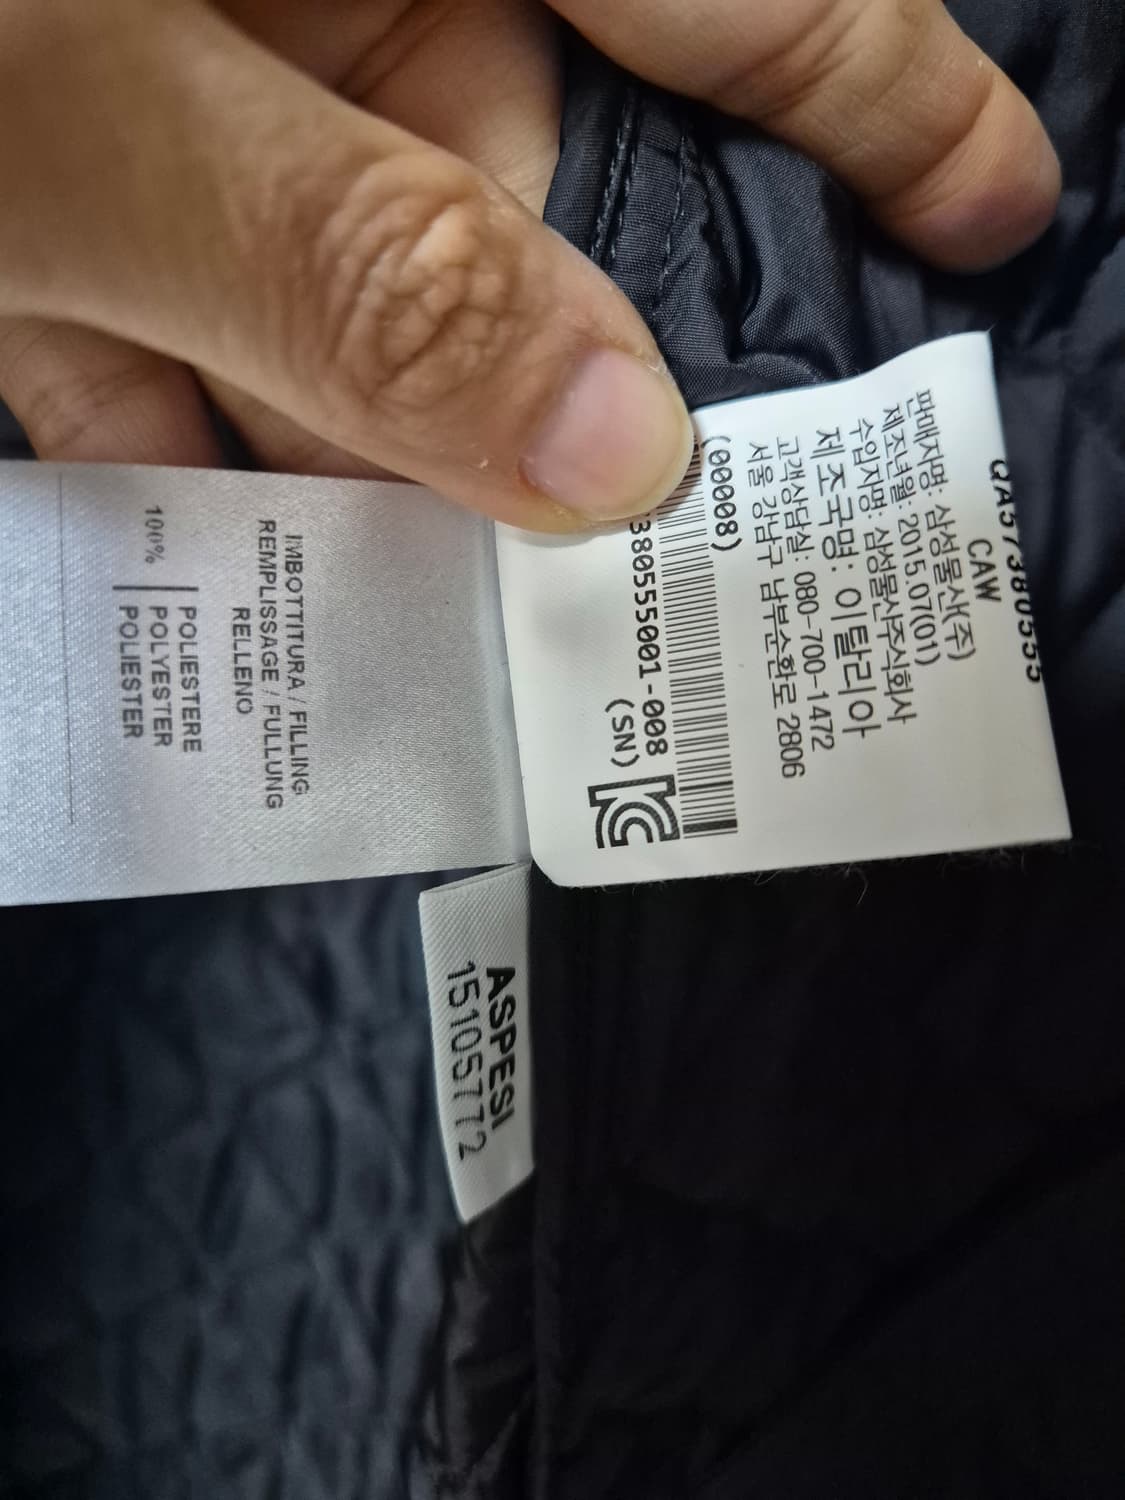 QA57380555
CAW
판매자명: 삼성물산(주)
제조년월: 2015.07(01)
수입자명: 삼성물산주식회사
제조국명: 이탈리아
고객상담실: 080-700-1472
서울 강남구 남부순환로 2806
(00008)
380555001-008
(SN)
IMBOTTITURA / FILLING
REMPLISSAGE / FULLUNG
RELLENO
100% POLIESTERE
POLYESTER
POLIESTER
ASPESI
15105772